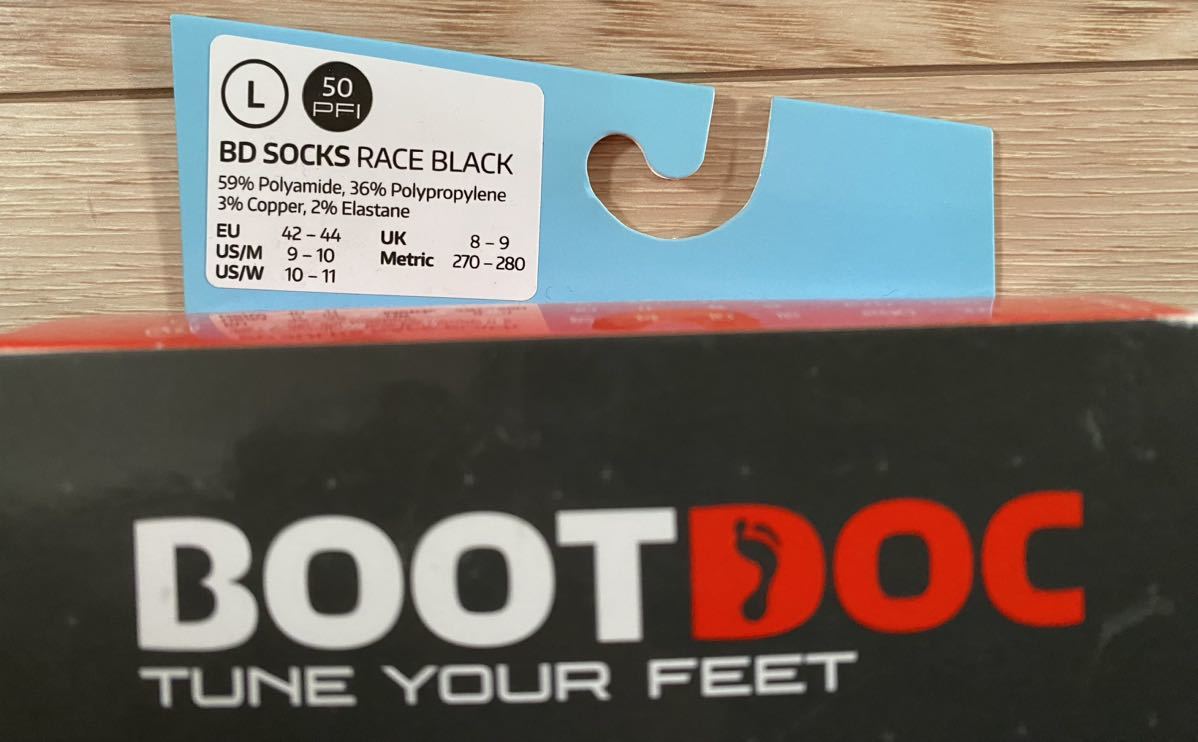 L
50
PFI
BD SOCKS RACE BLACK
59% Polyamide, 36% Polypropylene
3% Copper, 2% Elastane
EU 42 – 44 UK 8 – 9
US/M 9 – 10 Metric 270 – 280
US/W 10 – 11
BOOTDOC
TUNE YOUR FEET